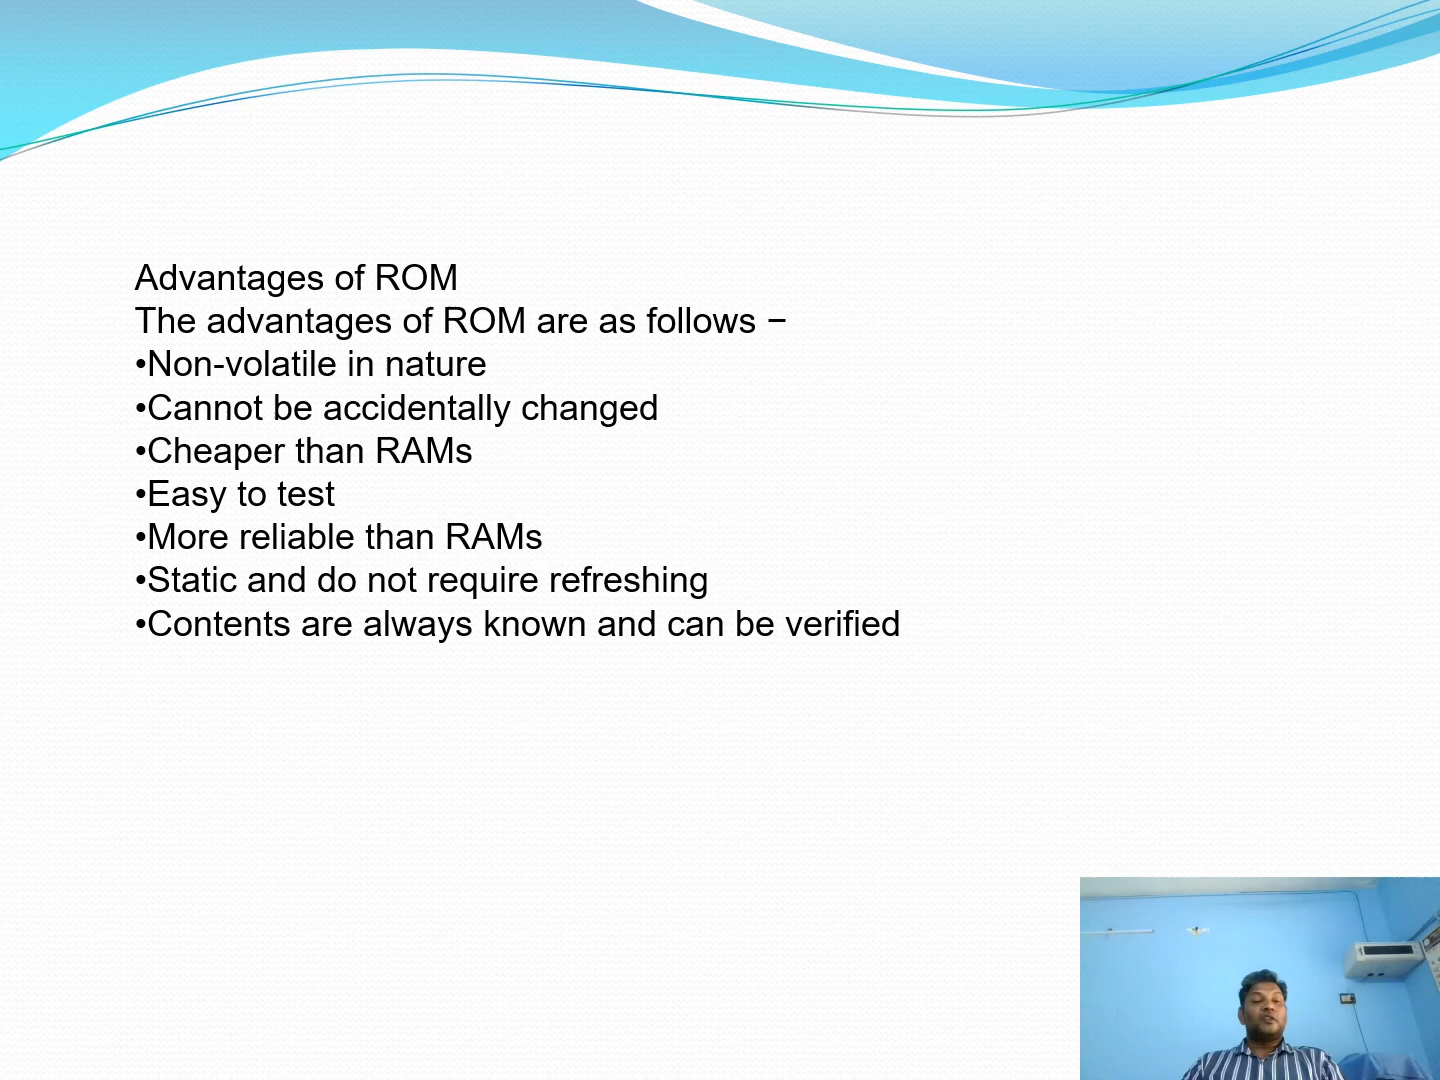 Advantages of ROM
The advantages of ROM are as follows −
•Non-volatile in nature
•Cannot be accidentally changed
•Cheaper than RAMs
•Easy to test
•More reliable than RAMs
•Static and do not require refreshing
•Contents are always known and can be verified